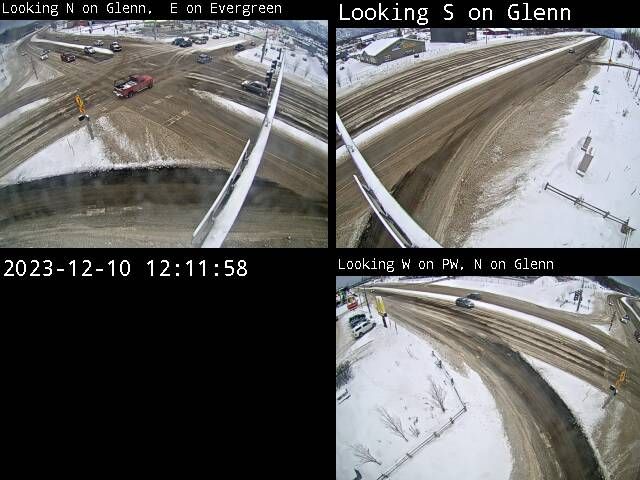 Looking N on Glenn, E on Evergreen
Looking S on Glenn
2023-12-10 12:11:58
Looking W on PW, N on Glenn